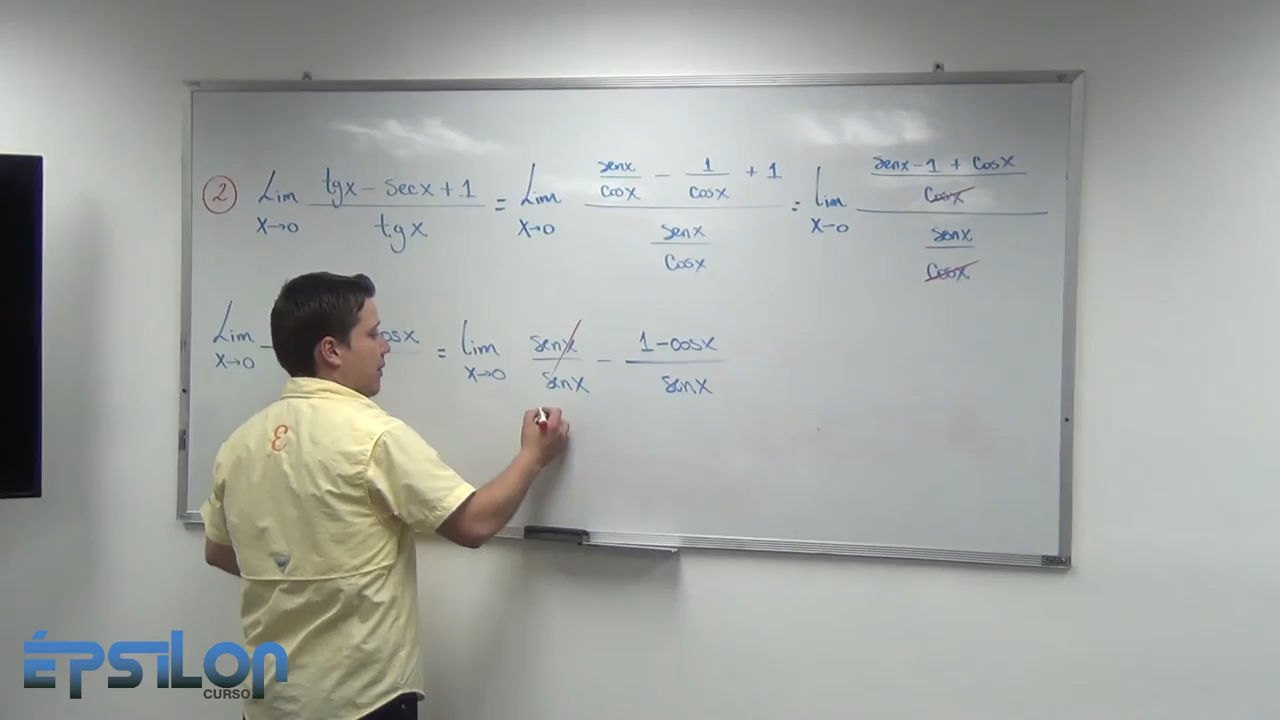 ② Lim x→0 (tgx - secx + 1)/(tgx) = Lim x→0 (senx/cosx - 1/cosx + 1)/(senx/cosx) = Lim x→0 ((senx - 1 + cosx)/cosx)/(senx/cosx)
Lim x→0 cosx = Lim x→0 senx/senx - (1-cosx)/senx
ε
ÉPSILON
CURSO